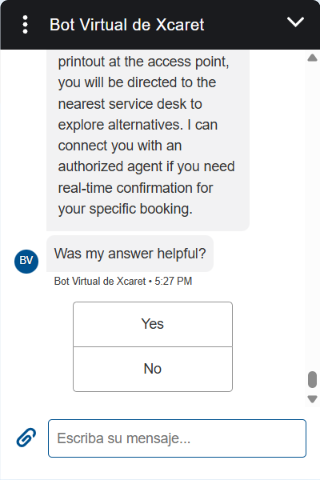 Bot Virtual de Xcaret
printout at the access point,
you will be directed to the
nearest service desk to
explore alternatives. I can
connect you with an
authorized agent if you need
real-time confirmation for
your specific booking.
Was my answer helpful?
BV
Bot Virtual de Xcaret • 5:27 PM
Yes
No
Escriba su mensaje...